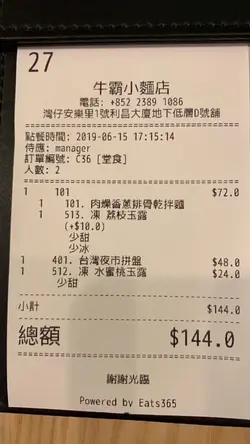 27
牛霸小麵店
電話: +852 2389 1086
灣仔安樂里1號利昌大廈地下低層D號舖
點餐時間: 2019-06-15 17:15:14
侍應: manager
訂單編號: C36 [堂食]
人數: 2
1 101 $72.0
1 101. 肉燥番蔥排骨乾拌麵
1 513. 凍 荔枝玉露
(+$10.0)
少甜
少冰
1 401. 台灣夜市拼盤 $48.0
1 512. 凍 水蜜桃玉露 $24.0
少甜
小計 $144.0
總額 $144.0
謝謝光臨
Powered by Eats365